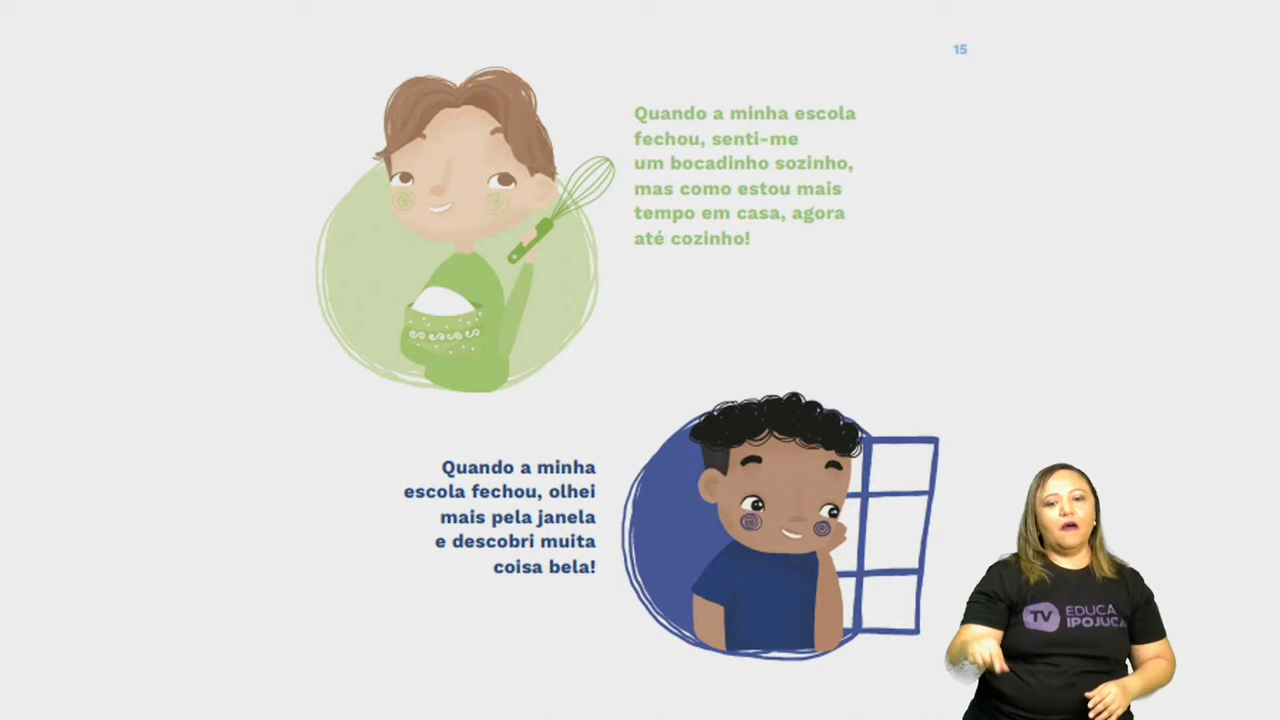 15
Quando a minha escola
fechou, senti-me
um bocadinho sozinho,
mas como estou mais
tempo em casa, agora
até cozinho!
Quando a minha
escola fechou, olhei
mais pela janela
e descobri muita
coisa bela!
TV EDUCA
IPOJUCA